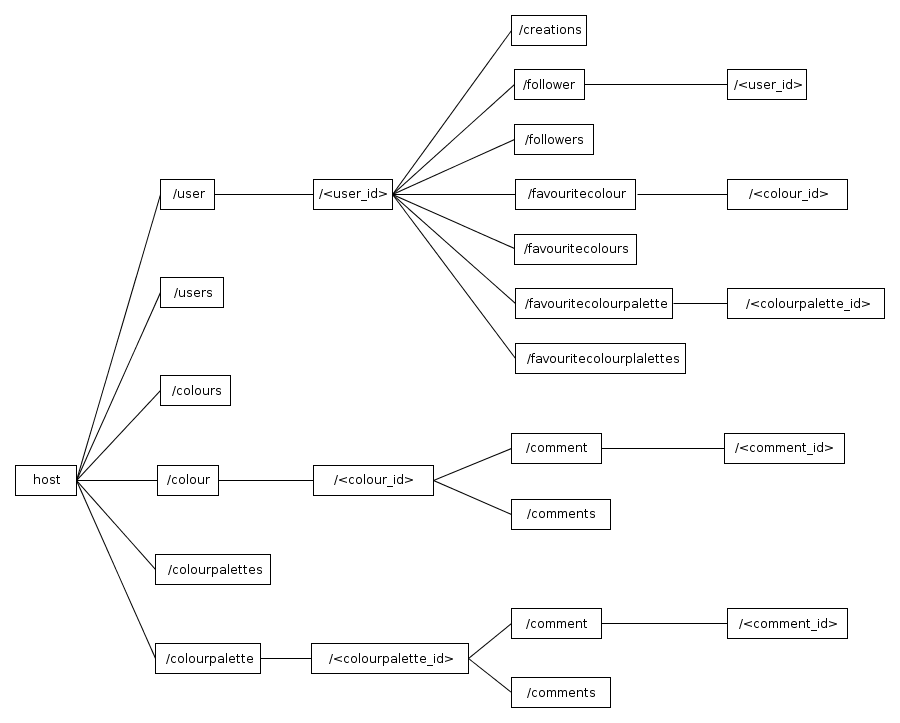 /creations
/follower
/<user_id>
/followers
/user
/<user_id>
/favouritecolour
/<colour_id>
/favouritecolours
/users
/favouritecolourpalette
/<colourpalette_id>
/favouritecolourplalettes
/colours
/comment
/<comment_id>
host
/colour
/<colour_id>
/comments
/colourpalettes
/comment
/<comment_id>
/colourpalette
/<colourpalette_id>
/comments